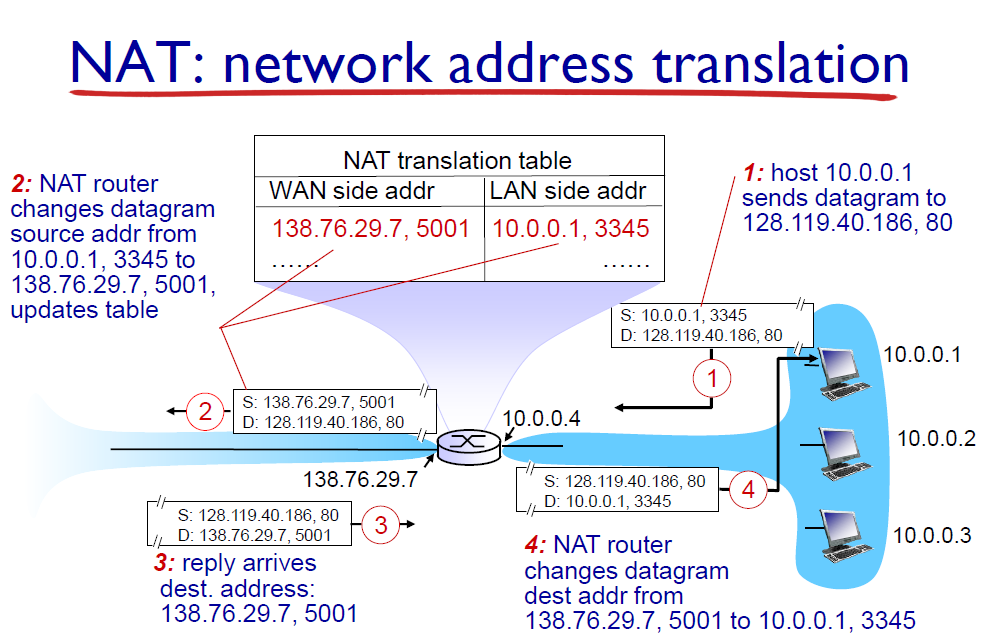 NAT: network address translation
NAT translation table
WAN side addr
LAN side addr
138.76.29.7, 5001
10.0.0.1, 3345
……
……
1: host 10.0.0.1
sends datagram to
128.119.40.186, 80
2: NAT router
changes datagram
source addr from
10.0.0.1, 3345 to
138.76.29.7, 5001,
updates table
S: 10.0.0.1, 3345
D: 128.119.40.186, 80
1
10.0.0.1
S: 138.76.29.7, 5001
D: 128.119.40.186, 80
2
10.0.0.4
10.0.0.2
138.76.29.7
S: 128.119.40.186, 80
D: 10.0.0.1, 3345
4
S: 128.119.40.186, 80
D: 138.76.29.7, 5001
3
10.0.0.3
3: reply arrives
dest. address:
138.76.29.7, 5001
4: NAT router
changes datagram
dest addr from
138.76.29.7, 5001 to 10.0.0.1, 3345